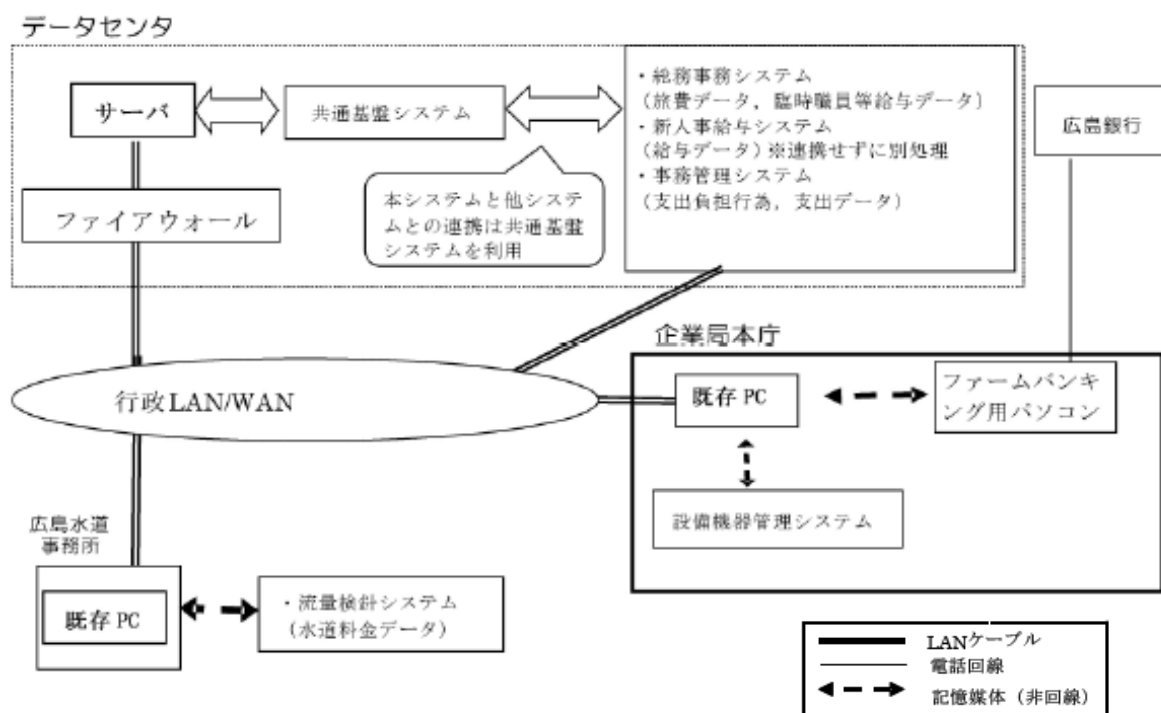 データセンタ
サーバ
共通基盤システム
・総務事務システム
(旅費データ，臨時職員等給与データ)
・新人事給与システム
(給与データ)※連携せずに別処理
・事務管理システム
(支出負担行為，支出データ)
広島銀行
ファイアウォール
本システムと他システ
ムとの連携は共通基盤
システムを利用
企業局本庁
行政LAN/WAN
既存 PC
ファームバンキ
ング用パソコン
設備機器管理システム
広島水道
事務所
既存 PC
・流量検針システム
(水道料金データ)
LANケーブル
電話回線
記憶媒体（非回線）